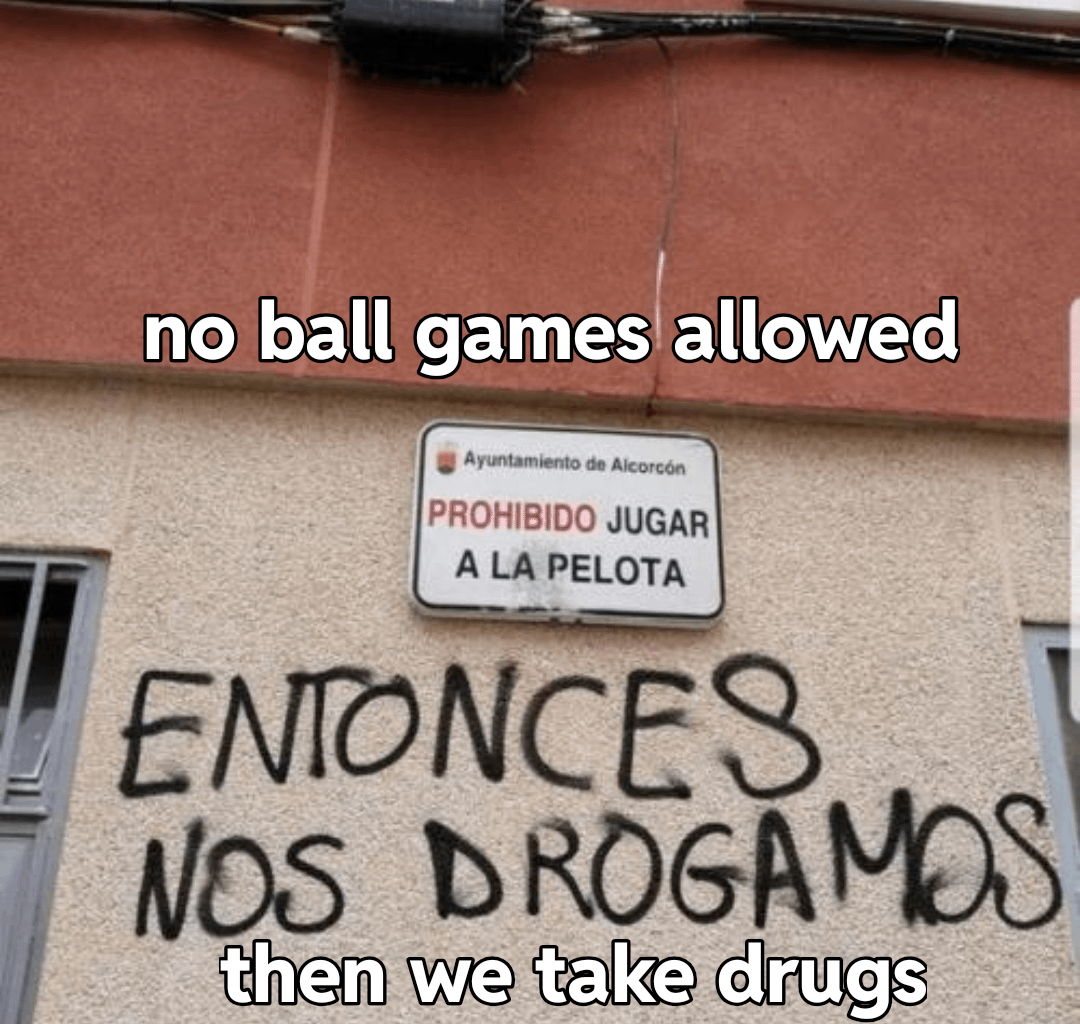 no ball games allowed
Ayuntamiento de Alcorcón
PROHIBIDO JUGAR
A LA PELOTA
ENTONCES
NOS DROGAMOS
then we take drugs